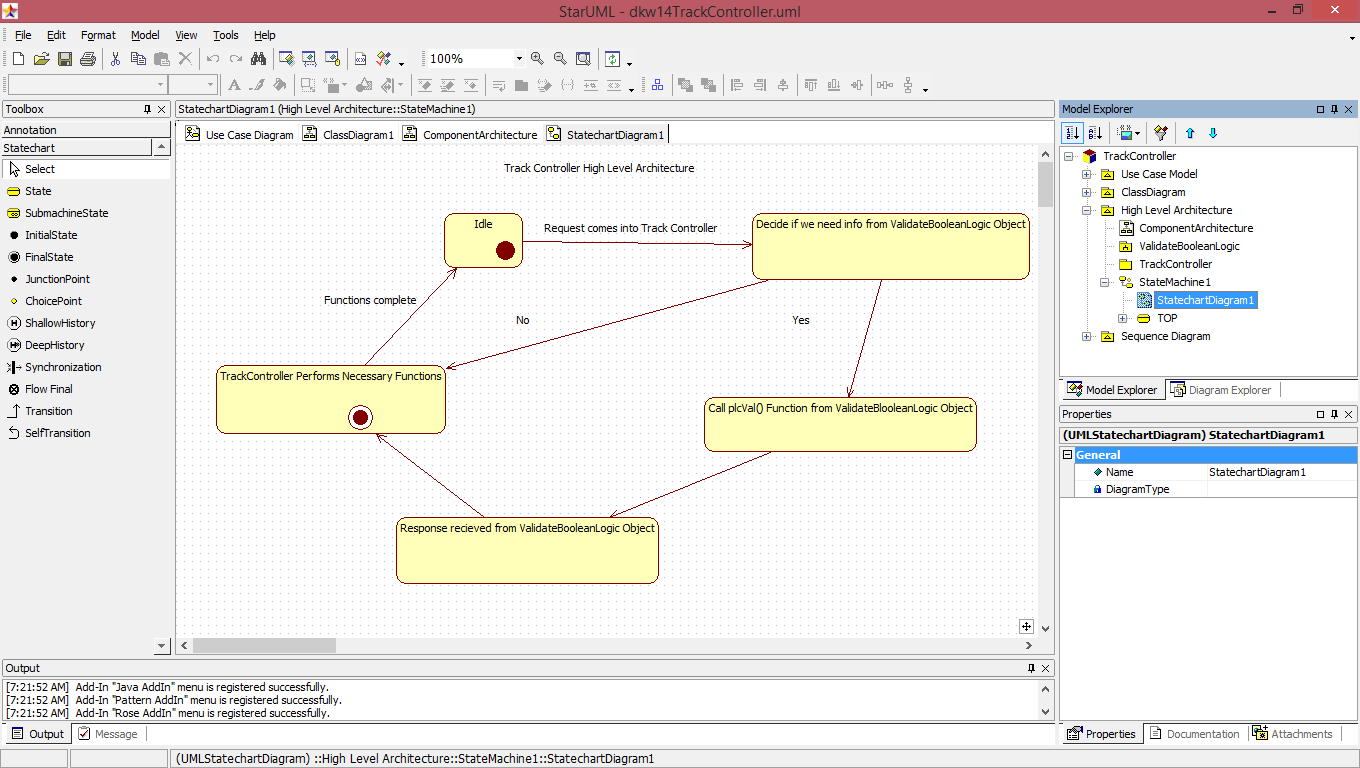 StarUML - dkw14TrackController.uml
File Edit Format Model View Tools Help
100%
Toolbox
Annotation
Statechart
Select
State
SubmachineState
InitialState
FinalState
JunctionPoint
ChoicePoint
ShallowHistory
DeepHistory
Synchronization
Flow Final
Transition
SelfTransition
StatechartDiagram1 (High Level Architecture::StateMachine1)
Use Case Diagram ClassDiagram1 ComponentArchitecture StatechartDiagram1
Track Controller High Level Architecture
Idle
Request comes into Track Controller
Decide if we need info from ValidateBooleanLogic Object
Functions complete
No
Yes
TrackController Performs Necessary Functions
Call plcVal() Function from ValidateBlooleanLogic Object
Response recieved from ValidateBooleanLogic Object
Model Explorer
TrackController
Use Case Model
ClassDiagram
High Level Architecture
ComponentArchitecture
ValidateBooleanLogic
TrackController
StateMachine1
StatechartDiagram1
TOP
Sequence Diagram
Model Explorer Diagram Explorer
Properties
(UMLStatechartDiagram) StatechartDiagram1
General
Name StatechartDiagram1
DiagramType
Properties Documentation Attachments
Output
[7:21:52 AM] Add-In "Java AddIn" menu is registered successfully.
[7:21:52 AM] Add-In "Pattern AddIn" menu is registered successfully.
[7:21:52 AM] Add-In "Rose AddIn" menu is registered successfully.
Output Message
(UMLStatechartDiagram) ::High Level Architecture::StateMachine1::StatechartDiagram1